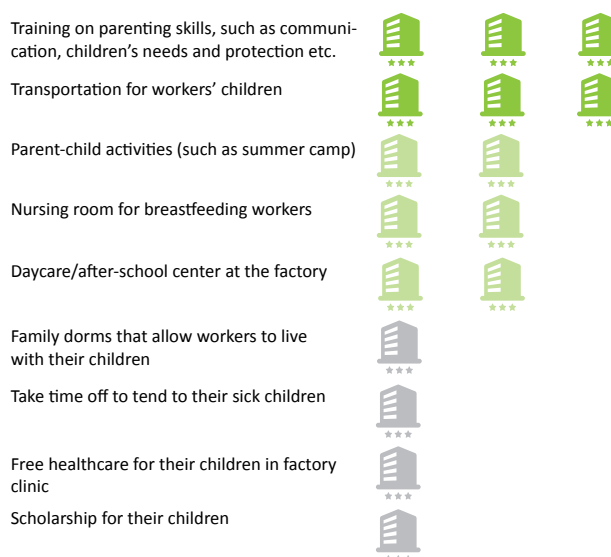 Training on parenting skills, such as communi-
cation, children’s needs and protection etc.
Transportation for workers’ children
Parent-child activities (such as summer camp)
Nursing room for breastfeeding workers
Daycare/after-school center at the factory
Family dorms that allow workers to live
with their children
Take time off to tend to their sick children
Free healthcare for their children in factory
clinic
Scholarship for their children